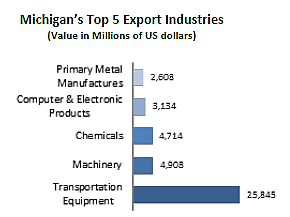 Michigan's Top 5 Export Industries
(Value in Millions of US dollars)
Primary Metal
Manufactures
2,608
Computer & Electronic
Products
3,134
Chemicals
4,714
Machinery
4,908
Transportation
Equipment
25,845